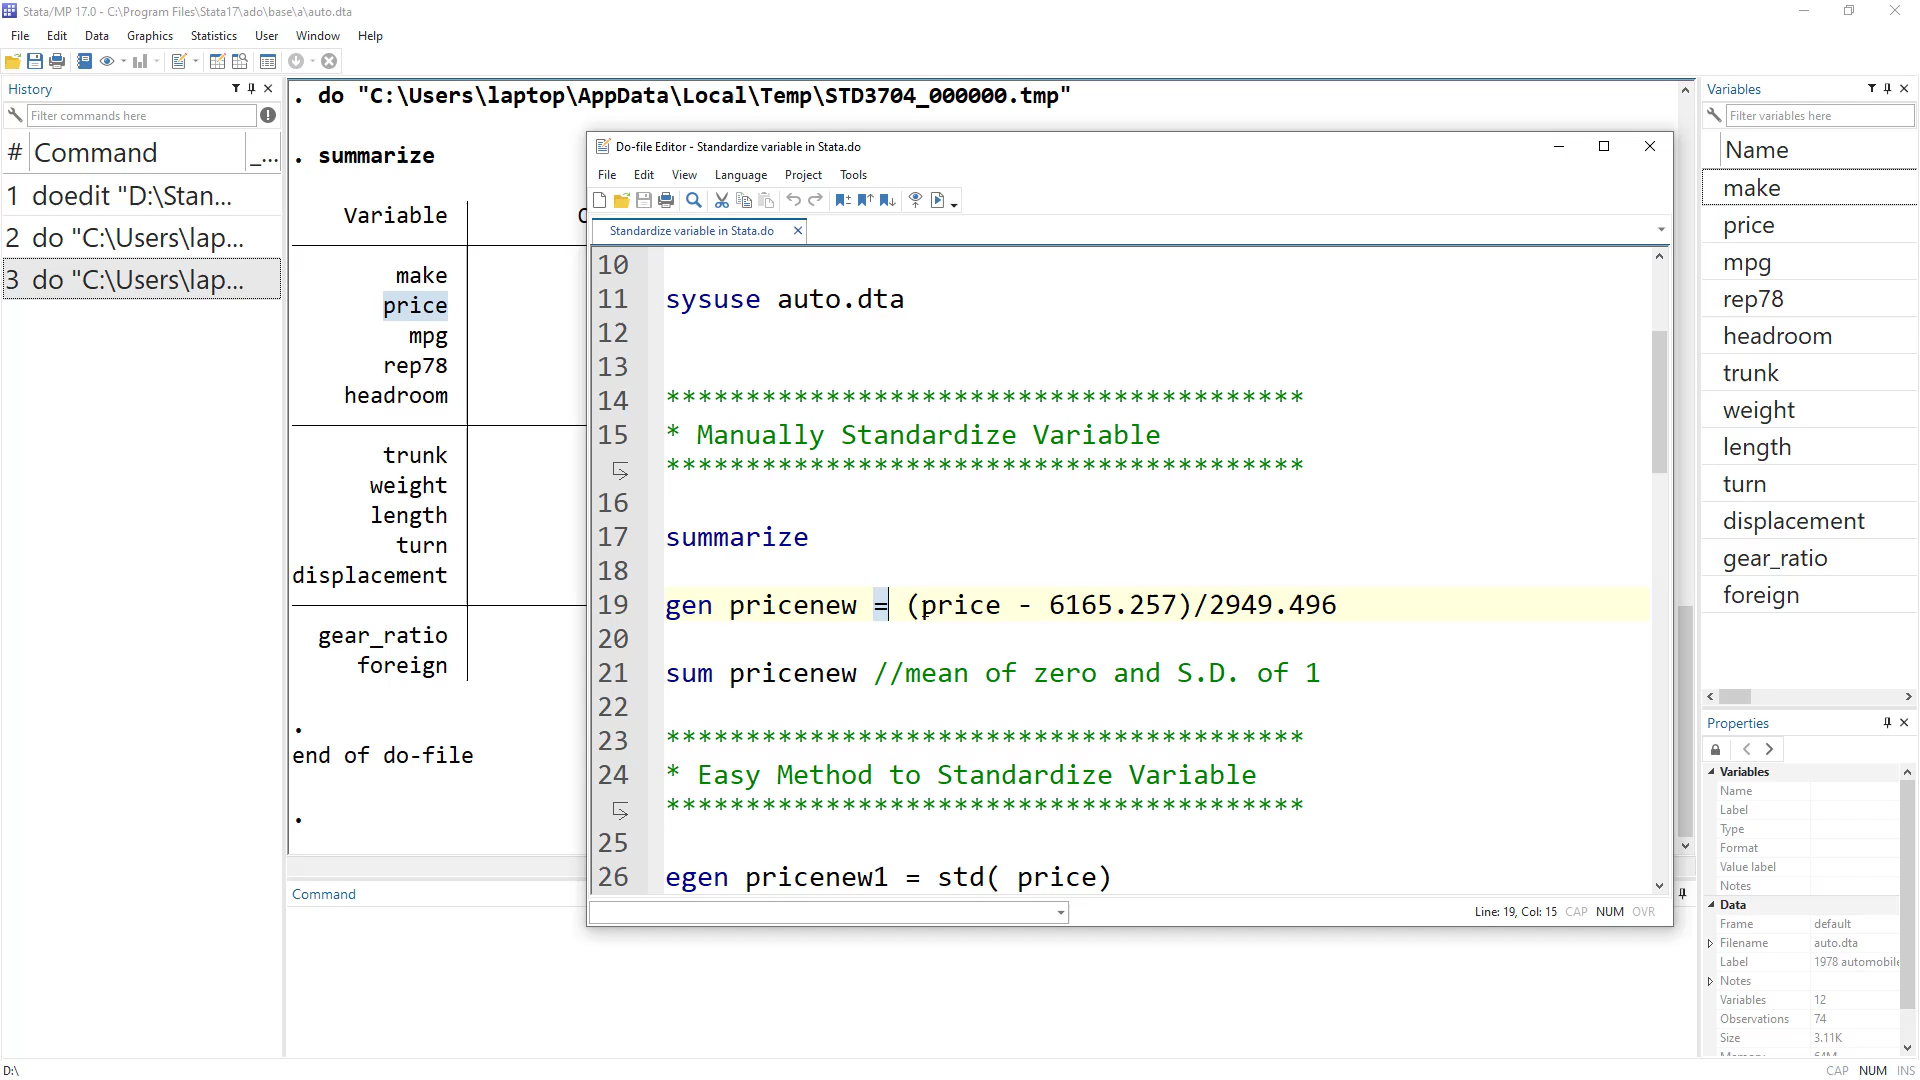 Stata/MP 17.0 - C:\Program Files\Stata17\ado\base\a\auto.dta
File Edit Data Graphics Statistics User Window Help
History
Filter commands here
# Command _...
1 doedit "D:\Stan...
2 do "C:\Users\lap...
3 do "C:\Users\lap...
. do "C:\Users\laptop\AppData\Local\Temp\STD3704_000000.tmp"
. summarize
Variable
make
price
mpg
rep78
headroom
trunk
weight
length
turn
displacement
gear_ratio
foreign
.
end of do-file
.
Command
Do-file Editor - Standardize variable in Stata.do
File Edit View Language Project Tools
Standardize variable in Stata.do
10
11 sysuse auto.dta
12
13
14 ****************************************
15 * Manually Standardize Variable
****************************************
16
17 summarize
18
19 gen pricenew = (price - 6165.257)/2949.496
20
21 sum pricenew //mean of zero and S.D. of 1
22
23 ****************************************
24 * Easy Method to Standardize Variable
****************************************
25
26 egen pricenew1 = std( price)
Line: 19, Col: 15 CAP NUM OVR
Variables
Filter variables here
Name
make
price
mpg
rep78
headroom
trunk
weight
length
turn
displacement
gear_ratio
foreign
Properties
Variables
Name
Label
Type
Format
Value label
Notes
Data
Frame default
Filename auto.dta
Label 1978 automobile
Notes
Variables 12
Observations 74
Size 3.11K
Memory 64M
D:\
CAP NUM INS